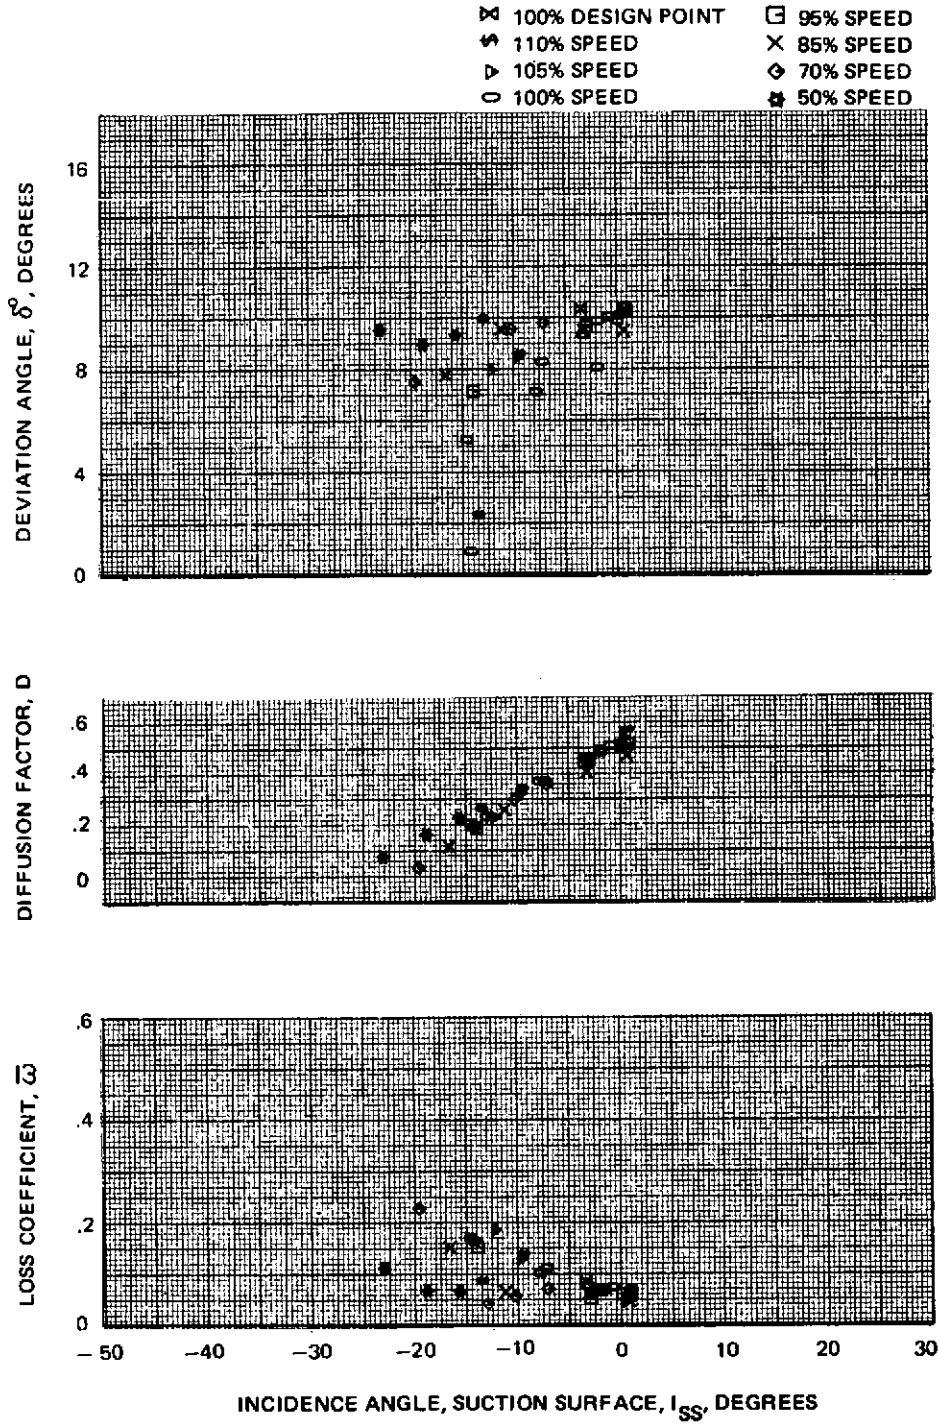 100% DESIGN POINT
110% SPEED
105% SPEED
100% SPEED
95% SPEED
85% SPEED
70% SPEED
50% SPEED
DEVIATION ANGLE, δ°, DEGREES
16
12
8
4
0
DIFFUSION FACTOR, D
.6
.4
.2
0
LOSS COEFFICIENT, ω̅
.6
.4
.2
0
−50 −40 −30 −20 −10 0 10 20 30
INCIDENCE ANGLE, SUCTION SURFACE, ISS, DEGREES